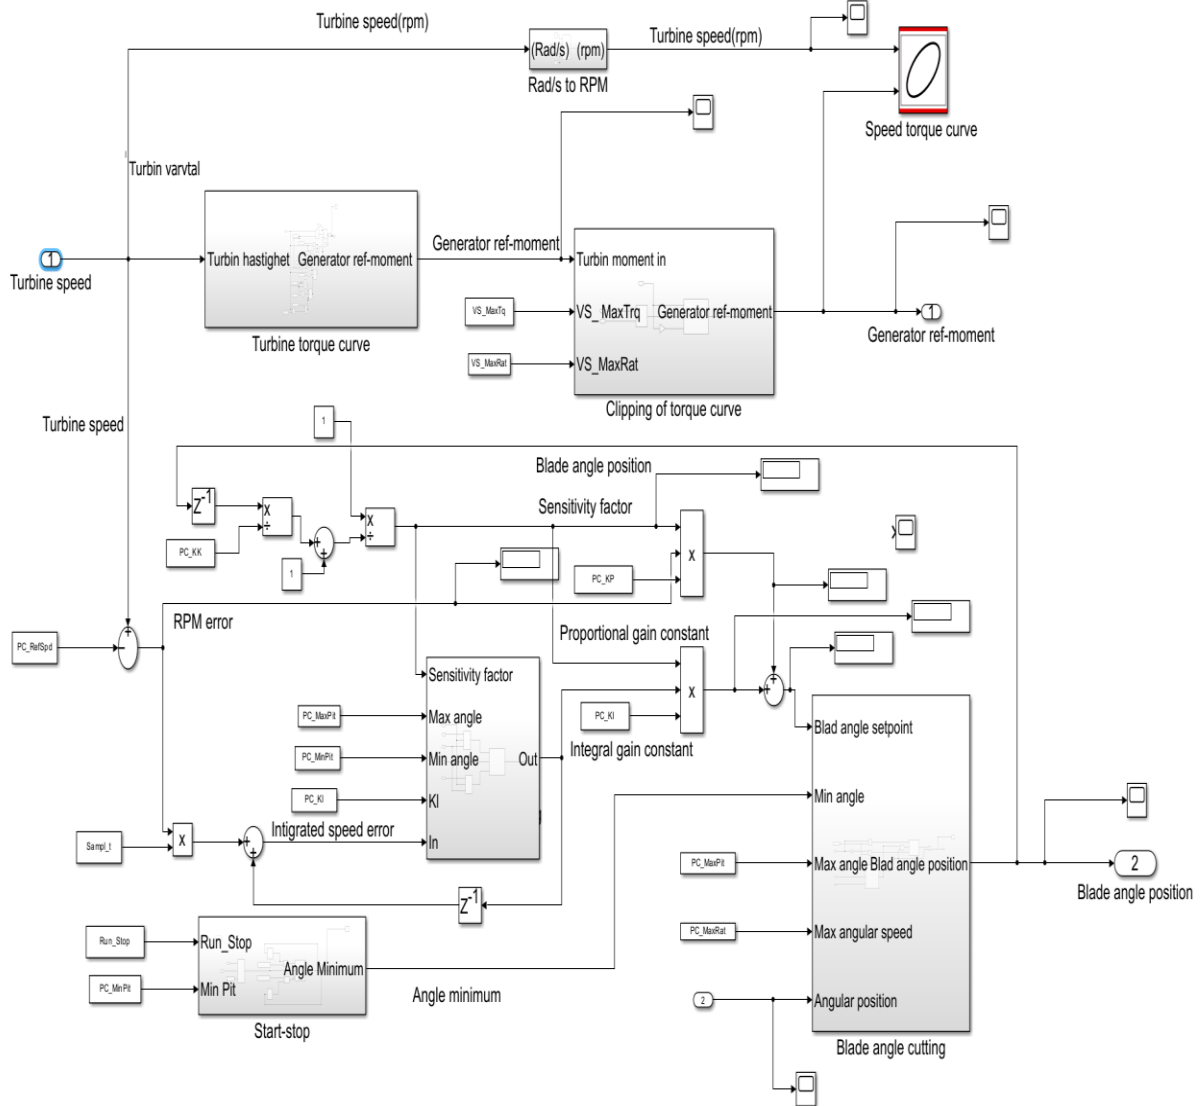 Turbine speed(rpm)
(Rad/s) (rpm)
Rad/s to RPM
Turbine speed(rpm)
Speed torque curve
Turbin varvtal
1
Turbine speed
Turbin hastighet
Generator ref-moment
Turbine torque curve
Generator ref-moment
Turbin moment in
VS_MaxTq
VS_ MaxTrq
Generator ref-moment
VS_MaxRat
VS_MaxRat
Clipping of torque curve
1
Generator ref-moment
Turbine speed
1
Blade angle position
Z-1
x
÷
PC_KK
+
+
1
x
÷
Sensitivity factor
x
PC_KP
Proportional gain constant
RPM error
PC_RefSpd
+
−
Sensitivity factor
PC_MaxPit
Max angle
PC_MinPit
Min angle
Out
PC_KI
KI
Intigrated speed error
In
x
PC_KI
Integral gain constant
+
+
Sampl_t
x
+
+
Z-1
Blad angle setpoint
Min angle
PC_MaxPit
Max angle
Blad angle position
PC_MaxRat
Max angular speed
2
Angular position
Blade angle cutting
2
Blade angle position
Run_Stop
Run_Stop
PC_MinPit
Min Pit
Angle Minimum
Start-stop
Angle minimum